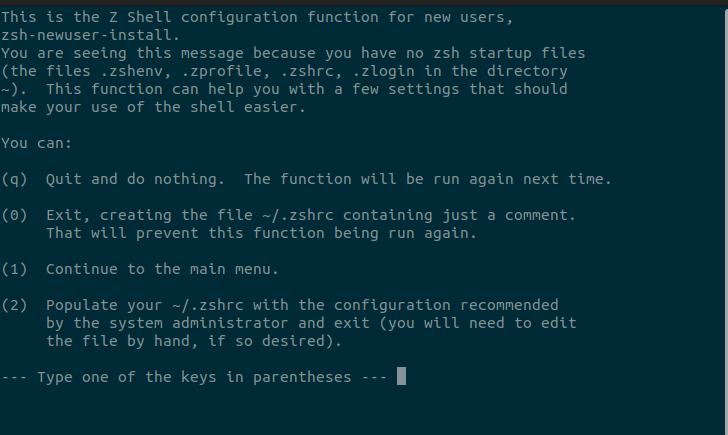 This is the Z Shell configuration function for new users,
zsh-newuser-install.
You are seeing this message because you have no zsh startup files
(the files .zshenv, .zprofile, .zshrc, .zlogin in the directory
~).  This function can help you with a few settings that should
make your use of the shell easier.

You can:

(q)  Quit and do nothing.  The function will be run again next time.

(0)  Exit, creating the file ~/.zshrc containing just a comment.
     That will prevent this function being run again.

(1)  Continue to the main menu.

(2)  Populate your ~/.zshrc with the configuration recommended
     by the system administrator and exit (you will need to edit
     the file by hand, if so desired).

--- Type one of the keys in parentheses ---